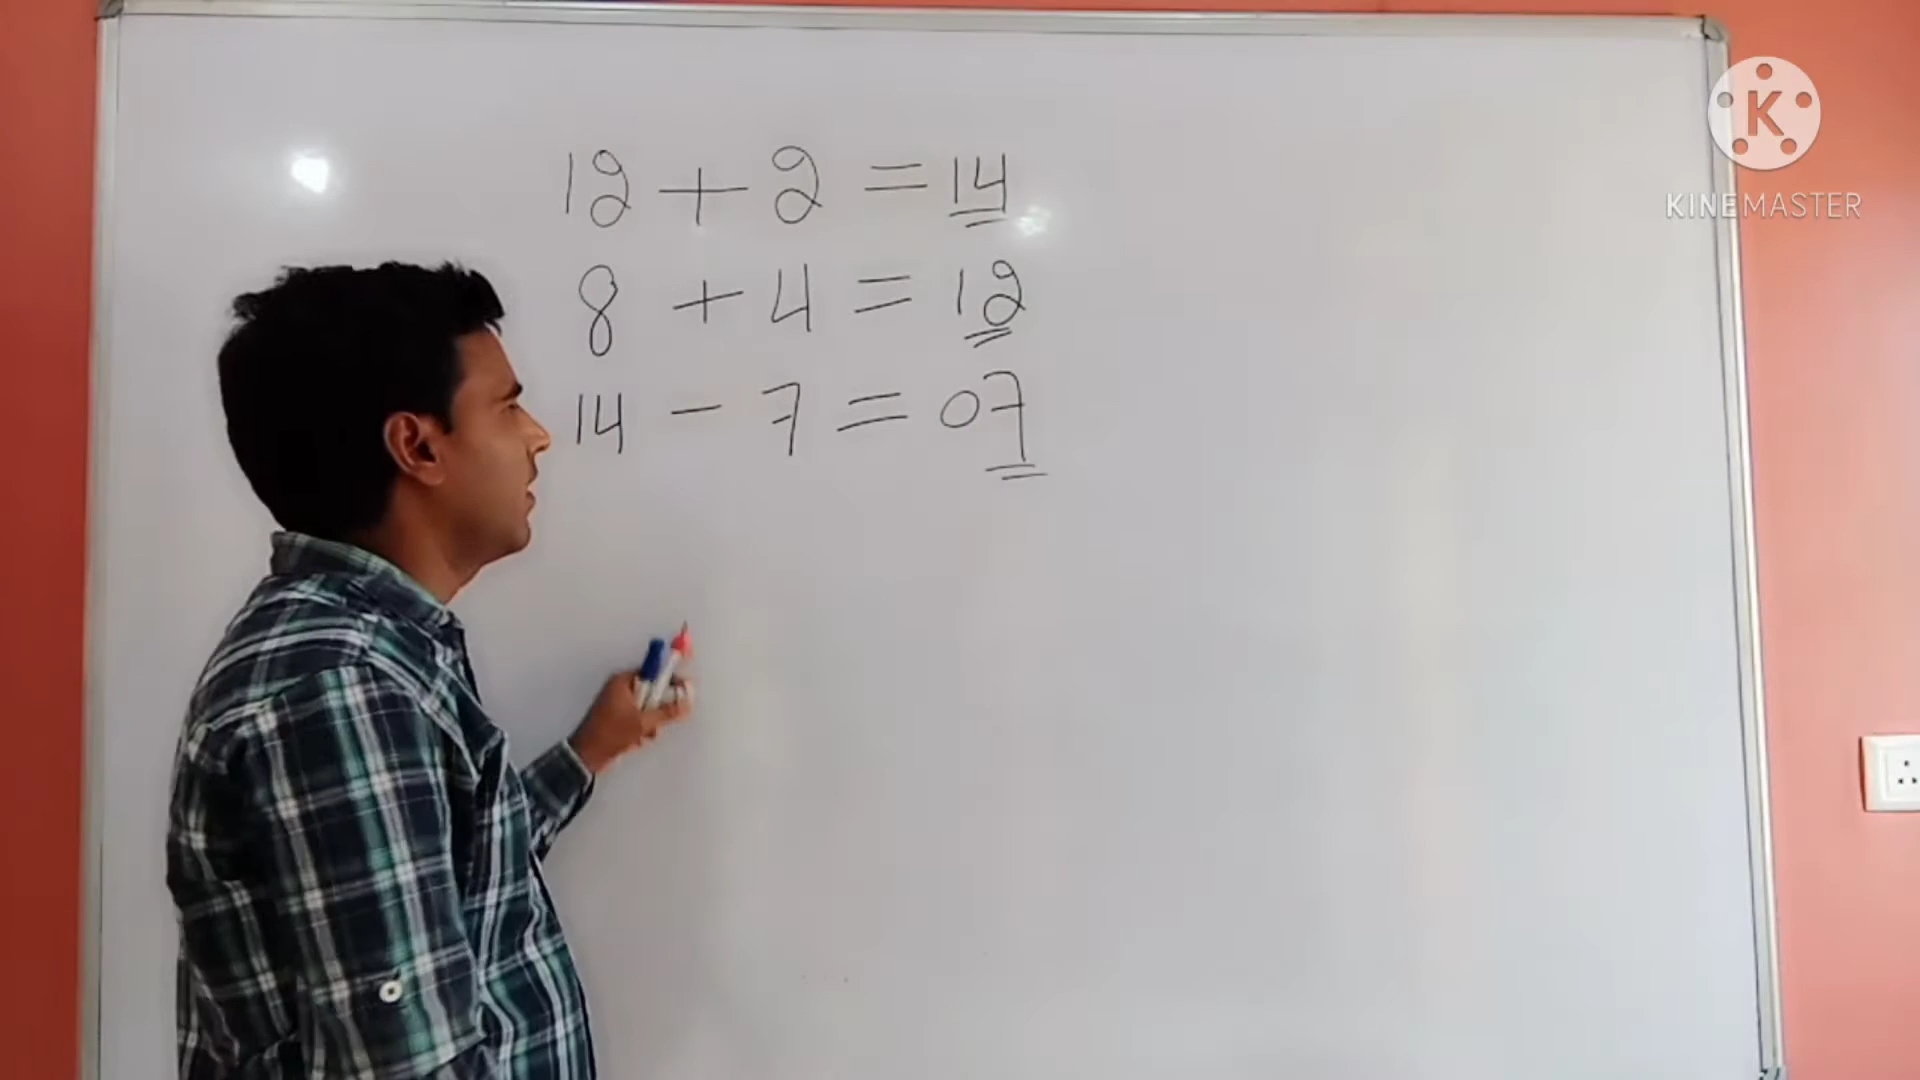 12 + 2 = 14
8 + 4 = 12
14 - 7 = 07
K
KINEMASTER